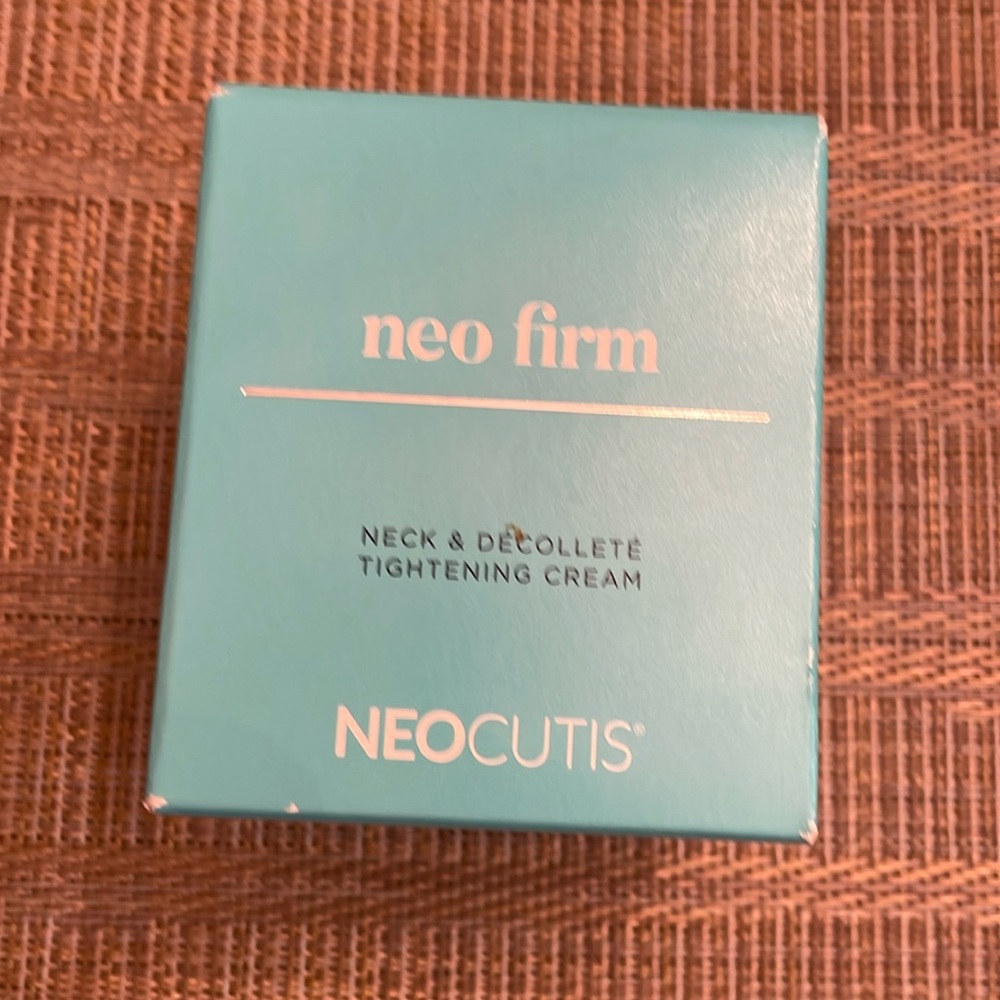 neo firm
NECK & DÉCOLLETÉ
TIGHTENING CREAM
NEOCUTIS®